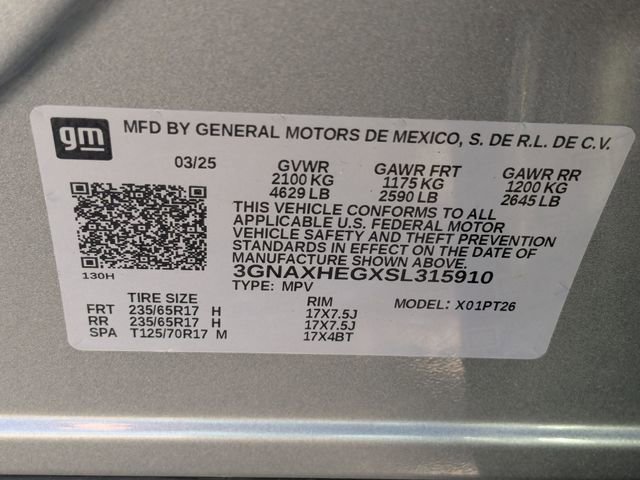 gm
MFD BY GENERAL MOTORS DE MEXICO, S. DE R.L. DE C.V.
03/25 GVWR GAWR FRT GAWR RR
2100 KG 1175 KG 1200 KG
4629 LB 2590 LB 2645 LB
THIS VEHICLE CONFORMS TO ALL
APPLICABLE U.S. FEDERAL MOTOR
VEHICLE SAFETY AND THEFT PREVENTION
STANDARDS IN EFFECT ON THE DATE OF
MANUFACTURE SHOWN ABOVE.
130H 3GNAXHEGXSL315910
TYPE: MPV
TIRE SIZE RIM MODEL: X01PT26
FRT 235/65R17 H 17X7.5J
RR 235/65R17 H 17X7.5J
SPA T125/70R17 M 17X4BT